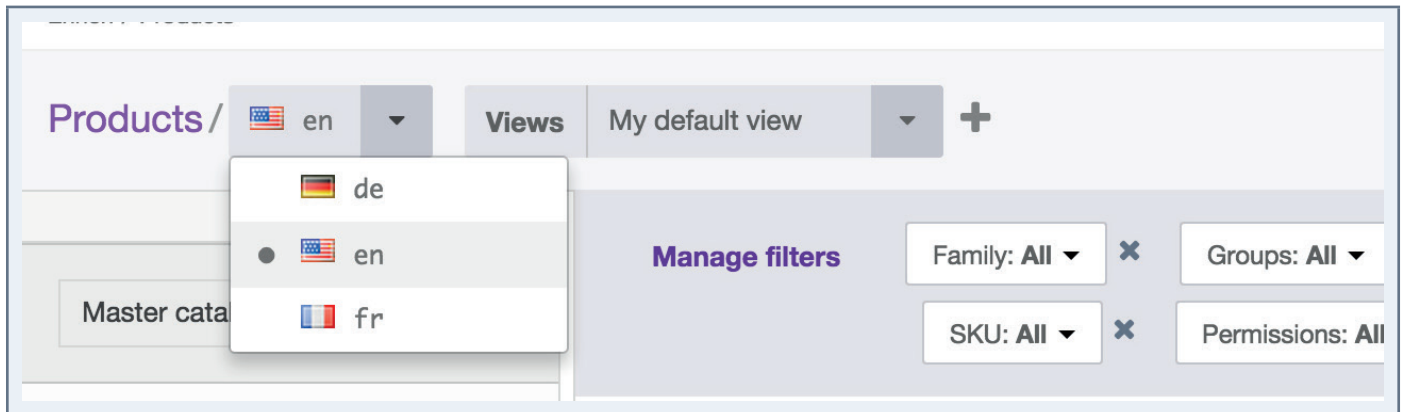 Products/ en Views My default view
de
en
fr
Manage filters Family: All Groups: All
Master cata
SKU: All Permissions: All